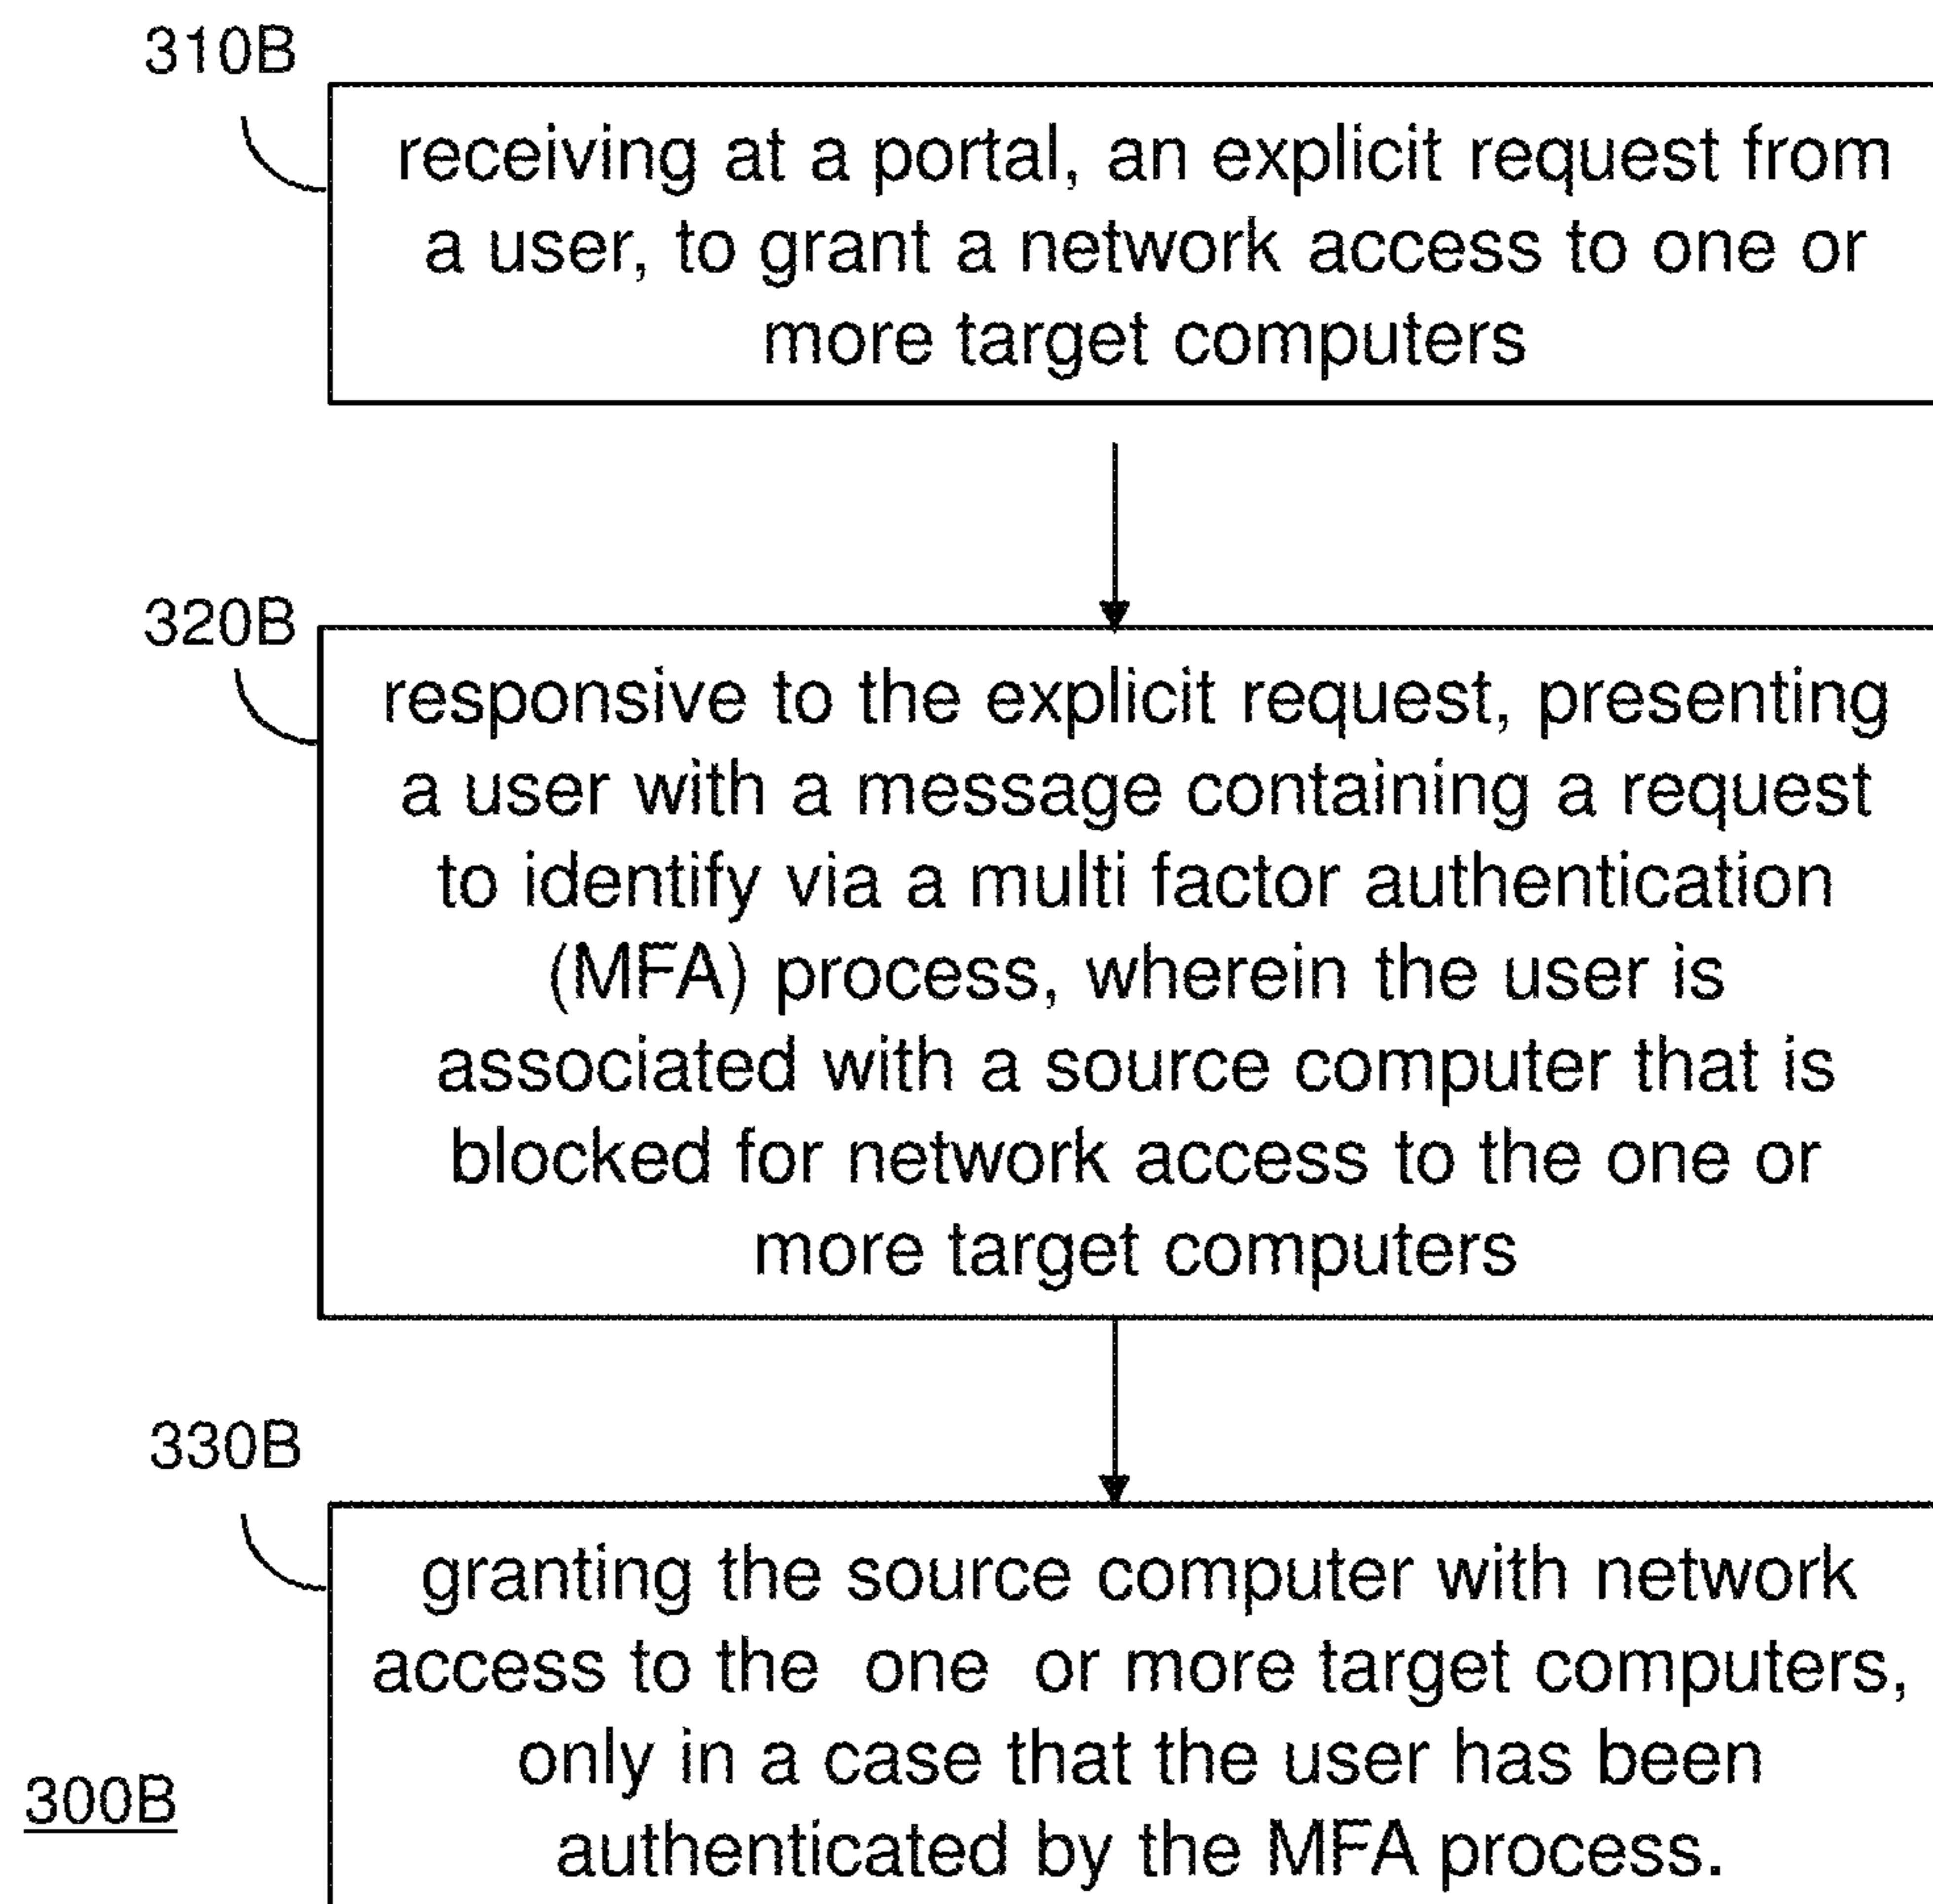 310B
receiving at a portal, an explicit request from
a user, to grant a network access to one or
more target computers
320B
responsive to the explicit request, presenting
a user with a message containing a request
to identify via a multi factor authentication
(MFA) process, wherein the user is
associated with a source computer that is
blocked for network access to the one or
more target computers
330B
granting the source computer with network
access to the one or more target computers,
only in a case that the user has been
authenticated by the MFA process.
300B